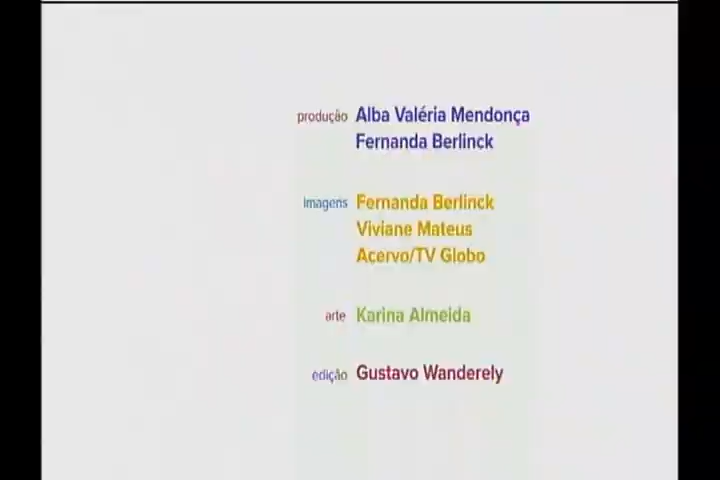 produção Alba Valéria Mendonça
Fernanda Berlinck
imagens Fernanda Berlinck
Viviane Mateus
Acervo/TV Globo
arte Karina Almeida
edição Gustavo Wanderely